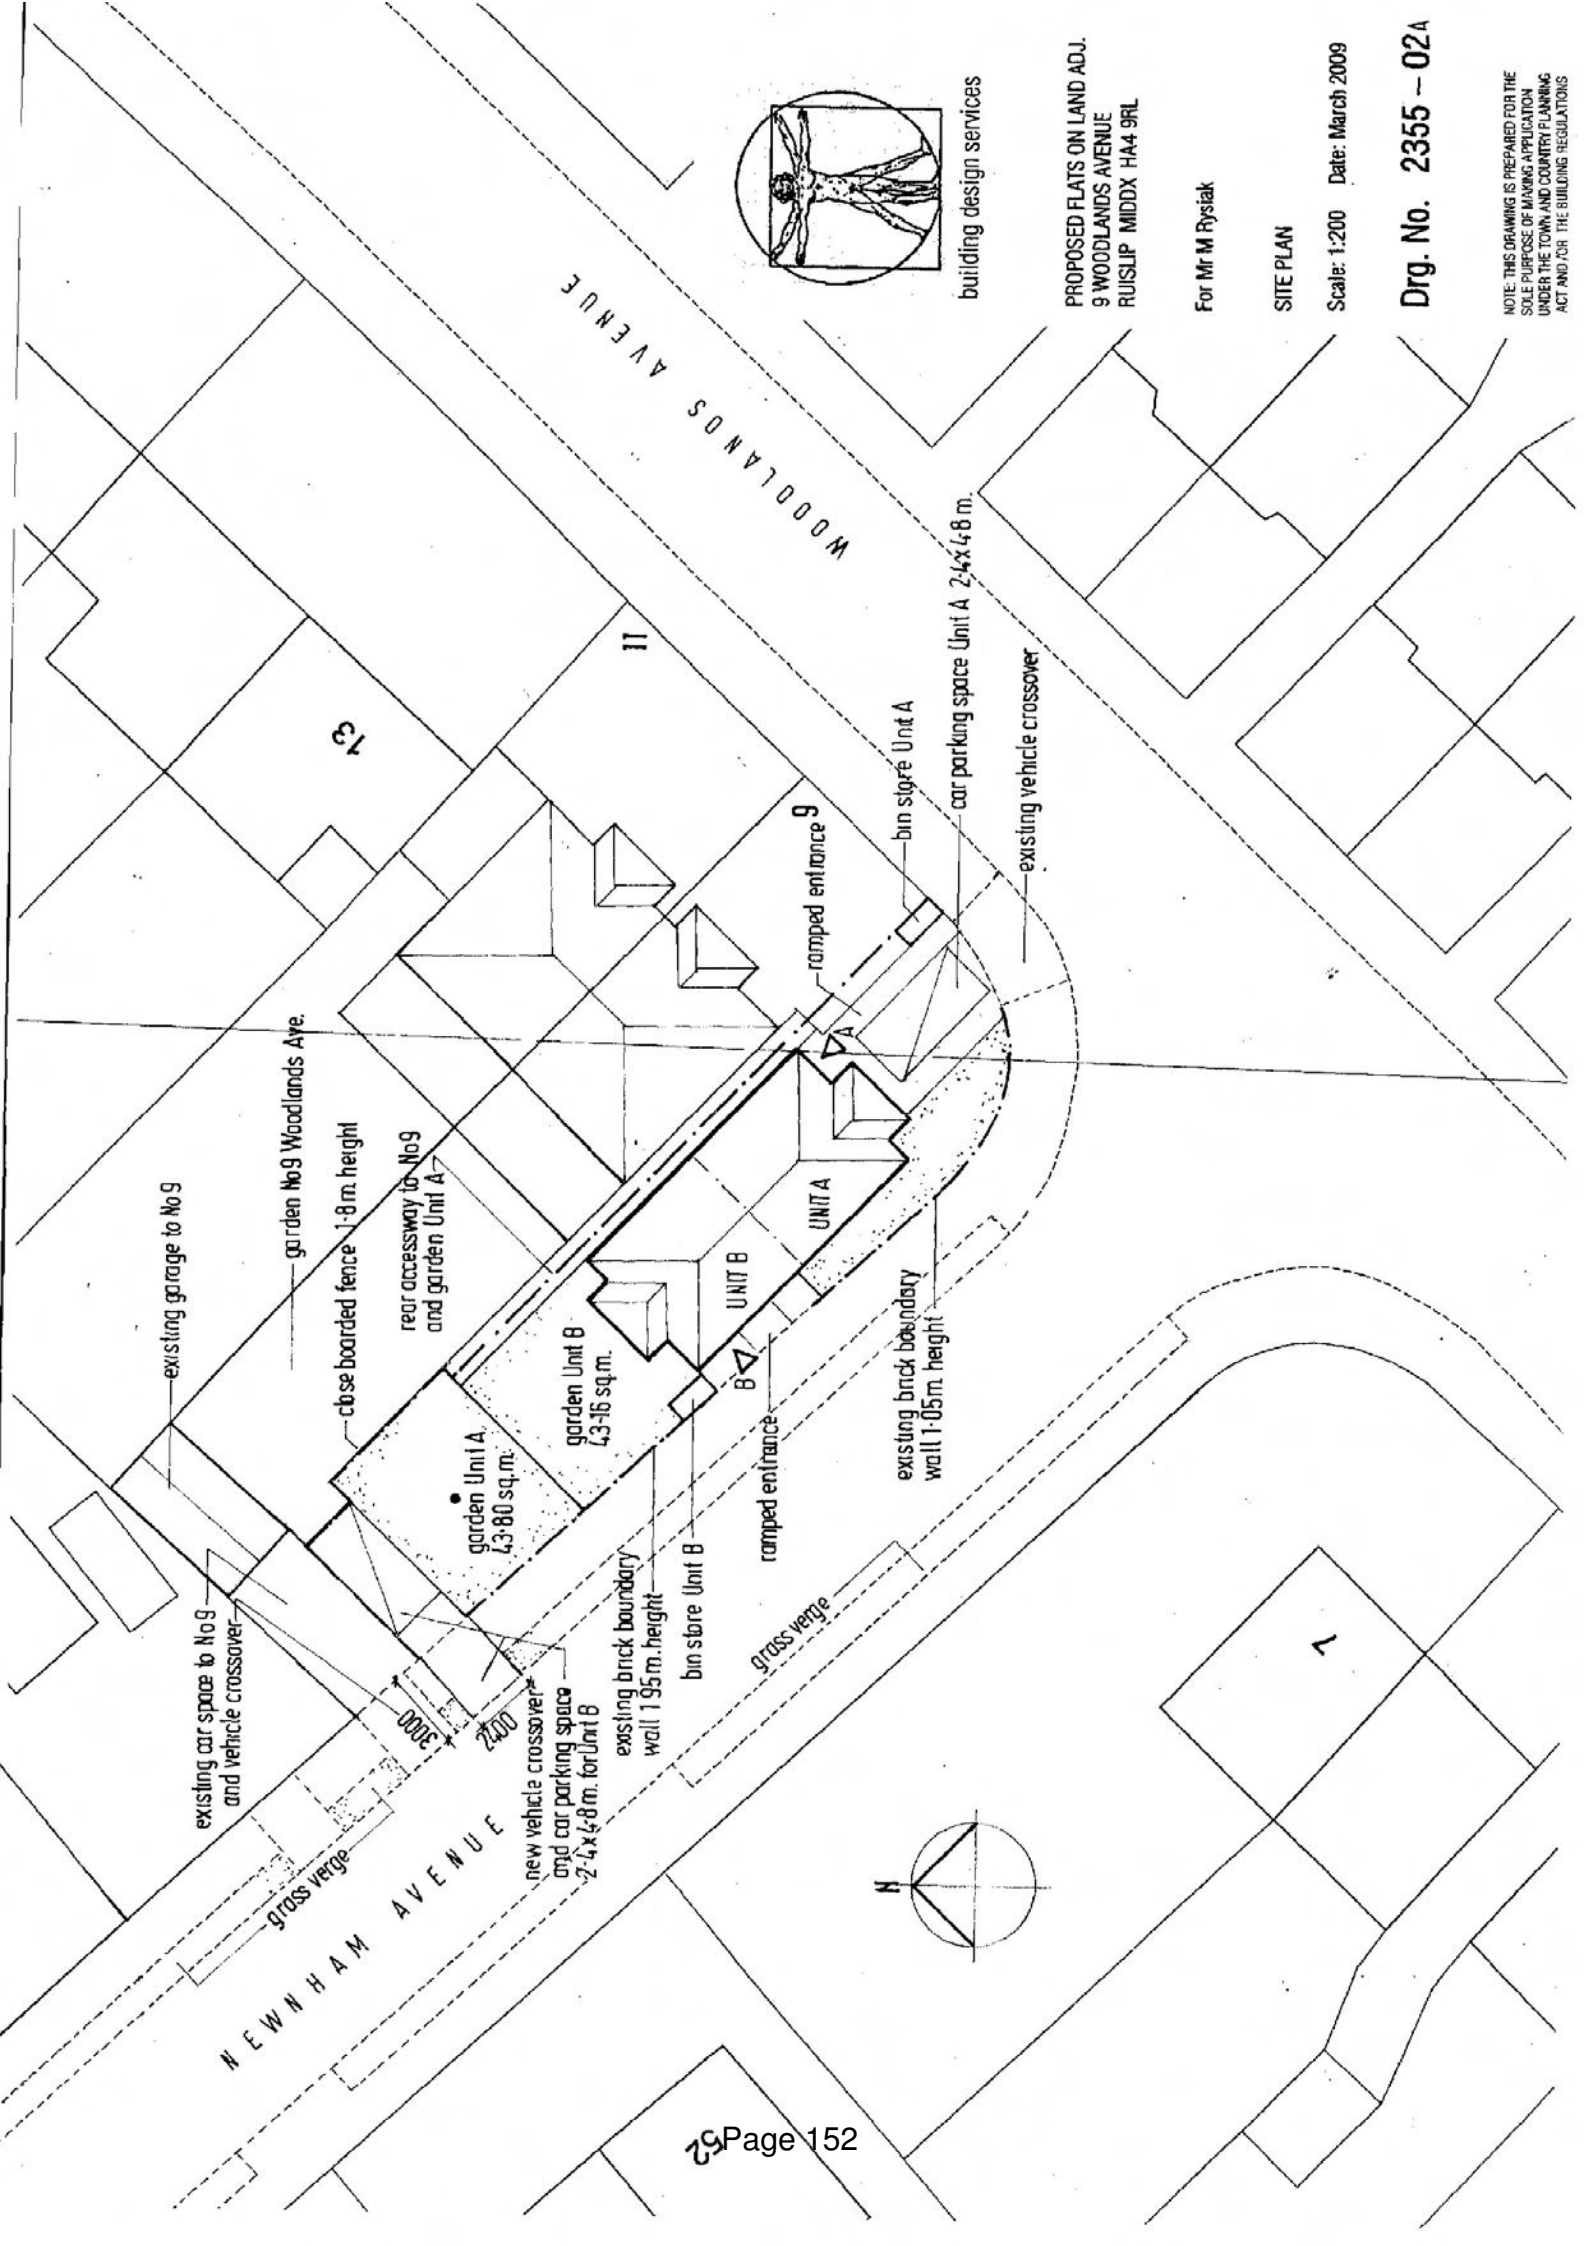 existing garage to No9
garden No9 Woodlands Ave.
close boarded fence 1·8m height
rear accessway to No9
and garden Unit A
existing car space to No9
and vehicle crossover
garden Unit A
43·80 sq.m.
garden Unit B
43·16 sq.m.
UNIT B
UNIT A
13
11
9
ramped entrance
A
bin store Unit A
car parking space Unit A 2·4x4·8m.
existing vehicle crossover
WOODLANDS AVENUE
B
ramped entrance
existing brick boundary
wall 1·05m height
bin store Unit B
existing brick boundary
wall 1·95m. height
new vehicle crossover
and car parking space
2·4x4·8m. for Unit B
3000
2400
grass verge
grass verge
NEWNHAM AVENUE
N
7
52
building design services
PROPOSED FLATS ON LAND ADJ.
9 WOODLANDS AVENUE
RUISLIP MIDDX HA4 9RL
For Mr M Rysiak
SITE PLAN
Scale: 1:200 Date: March 2009
Drg. No. 2355 – 02A
NOTE: THIS DRAWING IS PREPARED FOR THE
SOLE PURPOSE OF MAKING APPLICATION
UNDER THE TOWN AND COUNTRY PLANNING
ACT AND/OR THE BUILDING REGULATIONS
Page 152